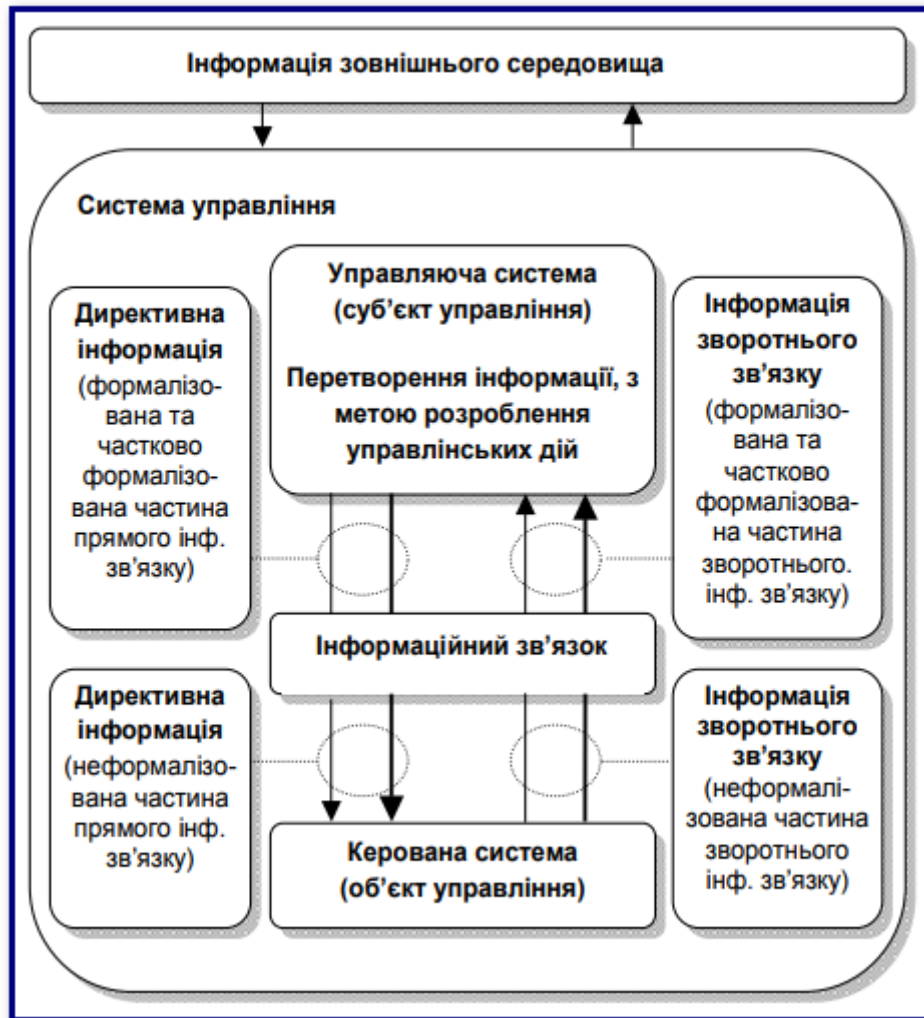 Інформація зовнішнього середовища
Система управління
Управляюча система
(суб’єкт управління)
Перетворення інформації, з
метою розроблення
управлінських дій
Директивна
інформація
(формалізо-
вана та
частково
формалізо-
вана частина
прямого інф.
зв’язку)
Інформація
зворотнього
зв’язку
(формалізо-
вана та
частково
формалізова-
на частина
зворотнього.
інф. зв’язку)
Інформаційний зв’язок
Директивна
інформація
(неформалізо-
вана частина
прямого інф.
зв’язку)
Інформація
зворотнього
зв’язку
(неформалі-
зована частина
зворотнього
інф. зв’язку)
Керована система
(об’єкт управління)